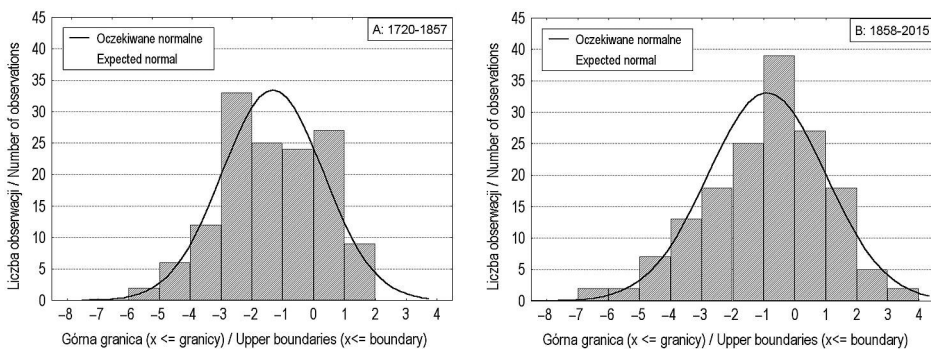 A: 1720-1857
Oczekiwane normalne
Expected normal
Liczba obserwacji / Number of observations
45
40
35
30
25
20
15
10
5
0
–8 –7 –6 –5 –4 –3 –2 –1 0 1 2 3 4
Górna granica (x <= granicy) / Upper boundaries (x<= boundary)
B: 1858-2015
Oczekiwane normalne
Expected normal
Liczba obserwacji / Number of observations
45
40
35
30
25
20
15
10
5
0
–8 –7 –6 –5 –4 –3 –2 –1 0 1 2 3 4
Górna granica (x <= granicy) / Upper boundaries (x<= boundary)